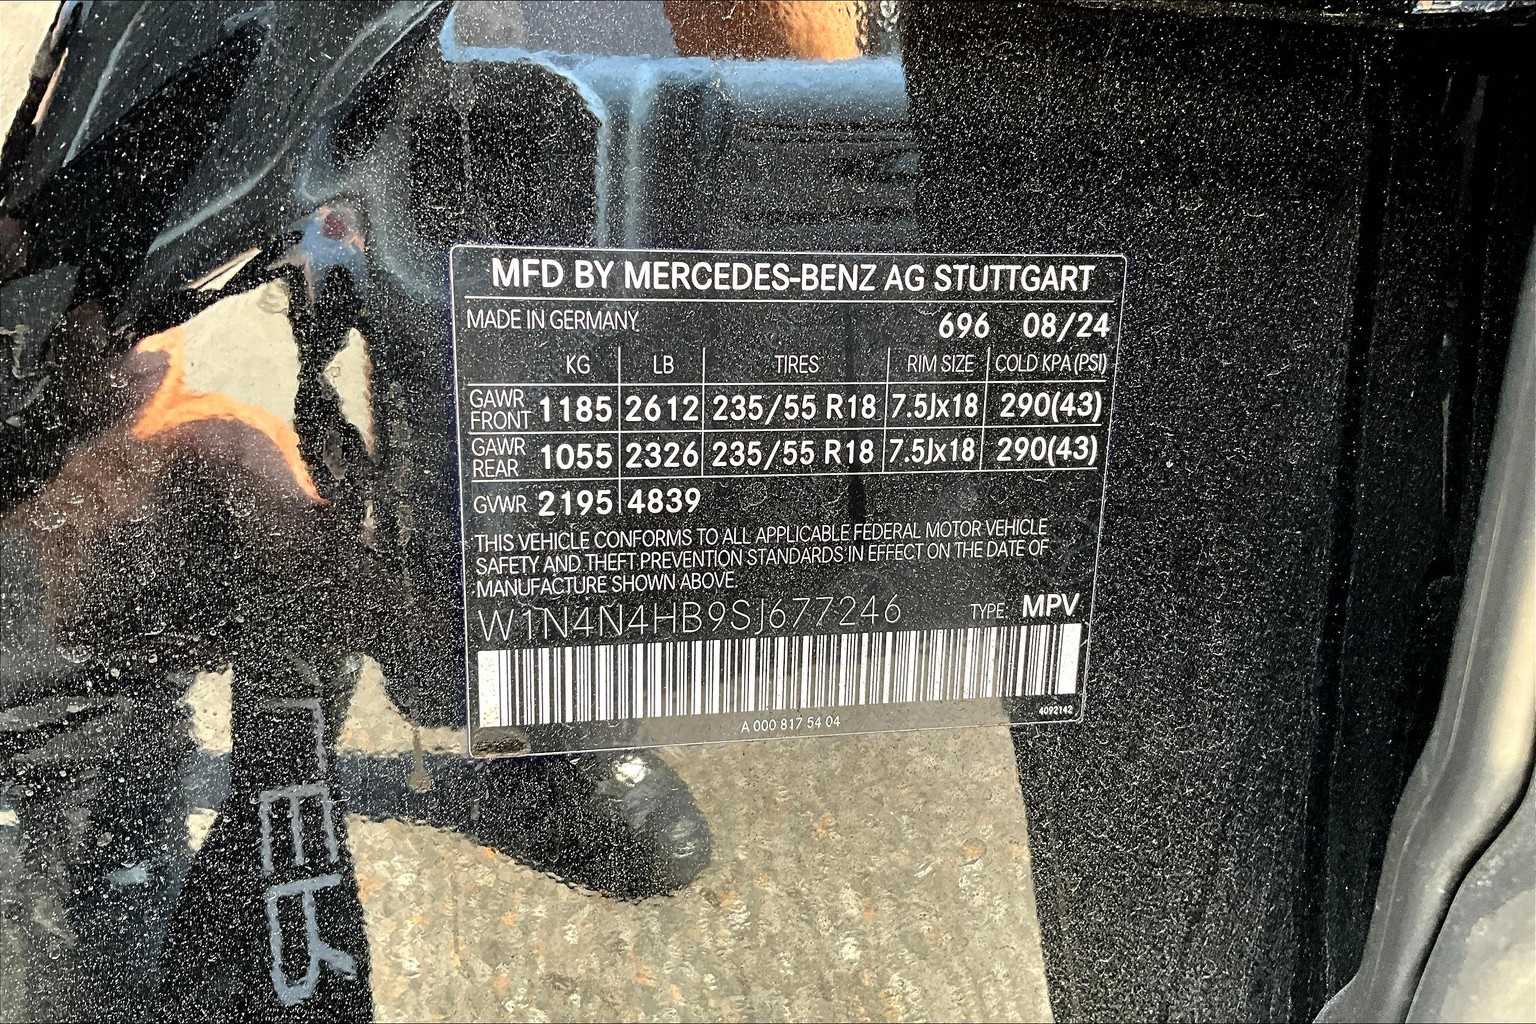 MFD BY MERCEDES-BENZ AG STUTTGART
MADE IN GERMANY
696 08/24
KG LB TIRES RIM SIZE COLD KPA (PSI)
GAWR FRONT 1185 2612 235/55 R18 7.5Jx18 290(43)
GAWR REAR 1055 2326 235/55 R18 7.5Jx18 290(43)
GVWR 2195 4839
THIS VEHICLE CONFORMS TO ALL APPLICABLE FEDERAL MOTOR VEHICLE
SAFETY AND THEFT PREVENTION STANDARDS IN EFFECT ON THE DATE OF
MANUFACTURE SHOWN ABOVE
W1N4N4HB9SJ677246
TYPE: MPV
4092142
A 000 817 54 04